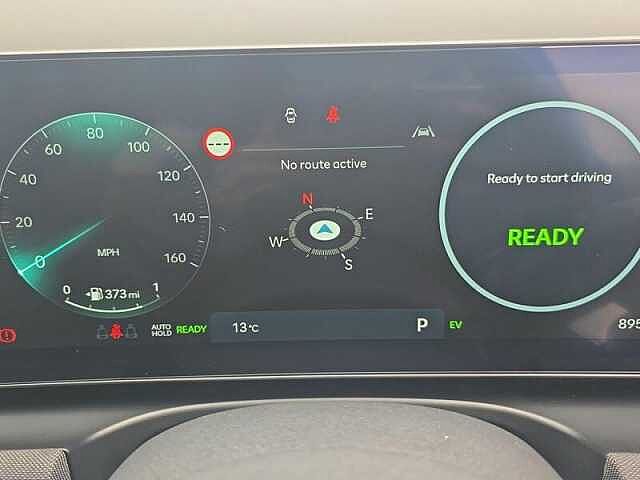 80
60
100
40
120
20
140
0
MPH
160
0
373 mi
1
---
No route active
N
E
W
S
Ready to start driving
READY
AUTO
HOLD
READY
13°C
P
EV
895